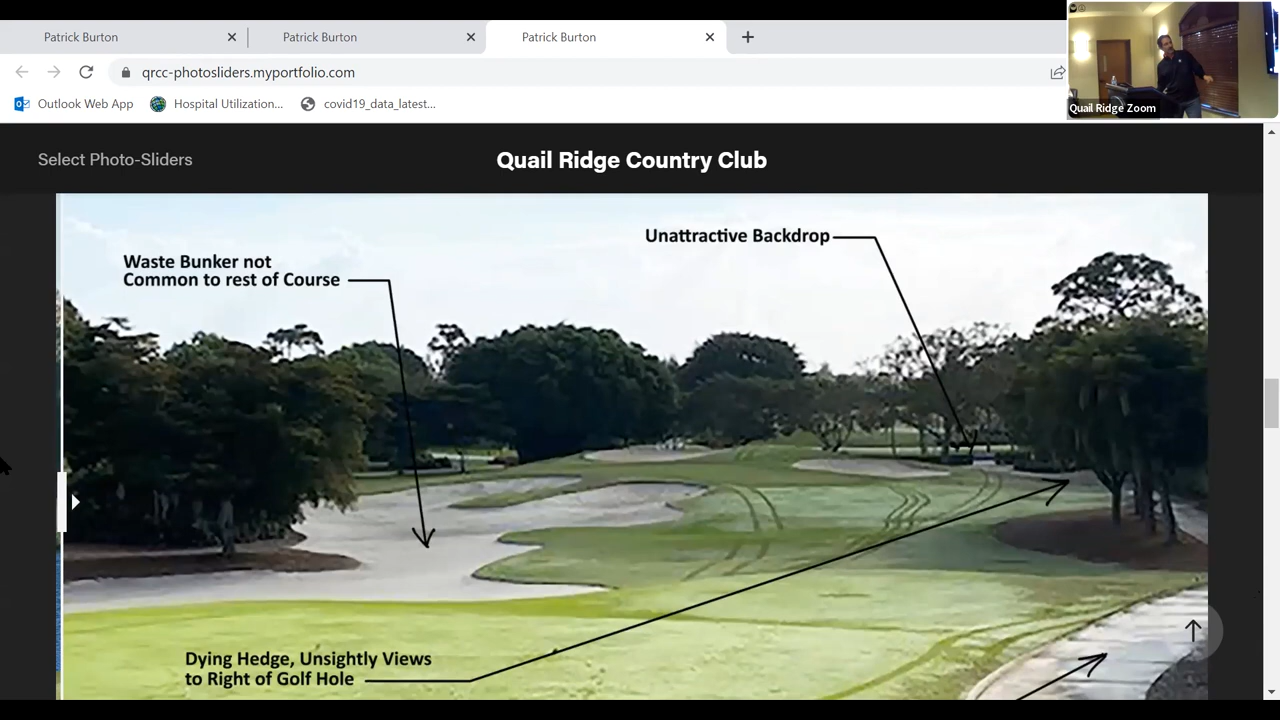 Patrick Burton
Patrick Burton
Patrick Burton
qrcc-photosliders.myportfolio.com
Outlook Web App
Hospital Utilization...
covid19_data_latest...
Quail Ridge Zoom
Select Photo-Sliders
Quail Ridge Country Club
Waste Bunker not
Common to rest of Course
Unattractive Backdrop
Dying Hedge, Unsightly Views
to Right of Golf Hole